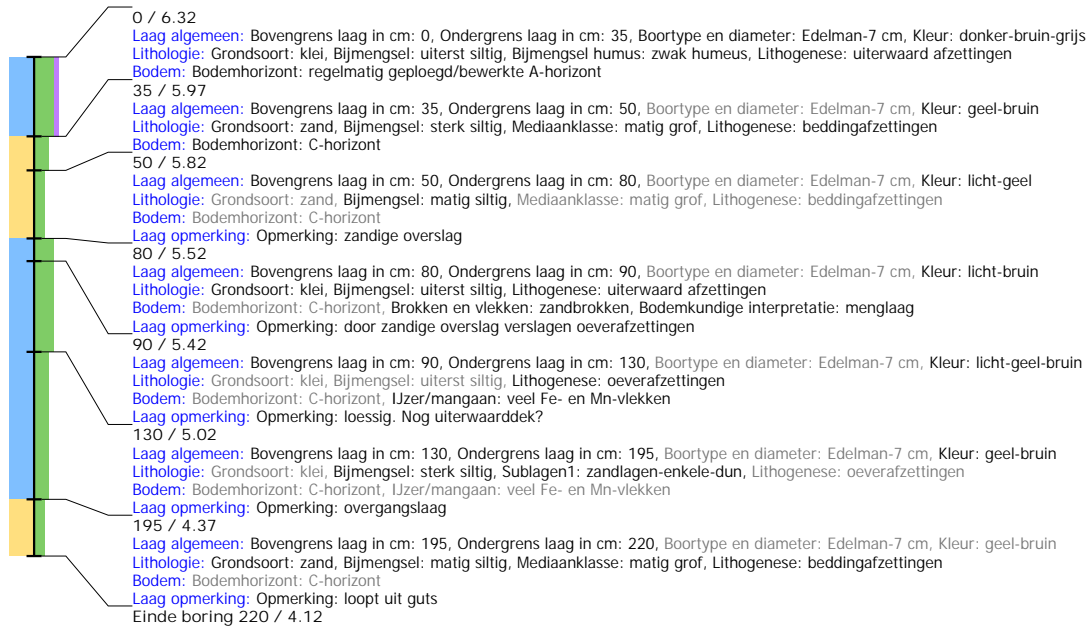 0 / 6.32
Laag algemeen: Bovengrens laag in cm: 0, Ondergrens laag in cm: 35, Boortype en diameter: Edelman-7 cm, Kleur: donker-bruin-grijs
Lithologie: Grondsoort: klei, Bijmengsel: uiterst siltig, Bijmengsel humus: zwak humeus, Lithogenese: uiterwaard afzettingen
Bodem: Bodemhorizont: regelmatig geploegd/bewerkte A-horizont
35 / 5.97
Laag algemeen: Bovengrens laag in cm: 35, Ondergrens laag in cm: 50, Boortype en diameter: Edelman-7 cm, Kleur: geel-bruin
Lithologie: Grondsoort: zand, Bijmengsel: sterk siltig, Mediaanklasse: matig grof, Lithogenese: beddingafzettingen
Bodem: Bodemhorizont: C-horizont
50 / 5.82
Laag algemeen: Bovengrens laag in cm: 50, Ondergrens laag in cm: 80, Boortype en diameter: Edelman-7 cm, Kleur: licht-geel
Lithologie: Grondsoort: zand, Bijmengsel: matig siltig, Mediaanklasse: matig grof, Lithogenese: beddingafzettingen
Bodem: Bodemhorizont: C-horizont
Laag opmerking: Opmerking: zandige overslag
80 / 5.52
Laag algemeen: Bovengrens laag in cm: 80, Ondergrens laag in cm: 90, Boortype en diameter: Edelman-7 cm, Kleur: licht-bruin
Lithologie: Grondsoort: klei, Bijmengsel: uiterst siltig, Lithogenese: uiterwaard afzettingen
Bodem: Bodemhorizont: C-horizont, Brokken en vlekken: zandbrokken, Bodemkundige interpretatie: menglaag
Laag opmerking: Opmerking: door zandige overslag verslagen oeverafzettingen
90 / 5.42
Laag algemeen: Bovengrens laag in cm: 90, Ondergrens laag in cm: 130, Boortype en diameter: Edelman-7 cm, Kleur: licht-geel-bruin
Lithologie: Grondsoort: klei, Bijmengsel: uiterst siltig, Lithogenese: oeverafzettingen
Bodem: Bodemhorizont: C-horizont, IJzer/mangaan: veel Fe- en Mn-vlekken
Laag opmerking: Opmerking: loessig. Nog uiterwaarddek?
130 / 5.02
Laag algemeen: Bovengrens laag in cm: 130, Ondergrens laag in cm: 195, Boortype en diameter: Edelman-7 cm, Kleur: geel-bruin
Lithologie: Grondsoort: klei, Bijmengsel: sterk siltig, Sublagen1: zandlagen-enkele-dun, Lithogenese: oeverafzettingen
Bodem: Bodemhorizont: C-horizont, IJzer/mangaan: veel Fe- en Mn-vlekken
Laag opmerking: Opmerking: overgangslaag
195 / 4.37
Laag algemeen: Bovengrens laag in cm: 195, Ondergrens laag in cm: 220, Boortype en diameter: Edelman-7 cm, Kleur: geel-bruin
Lithologie: Grondsoort: zand, Bijmengsel: matig siltig, Mediaanklasse: matig grof, Lithogenese: beddingafzettingen
Bodem: Bodemhorizont: C-horizont
Laag opmerking: Opmerking: loopt uit guts
Einde boring 220 / 4.12